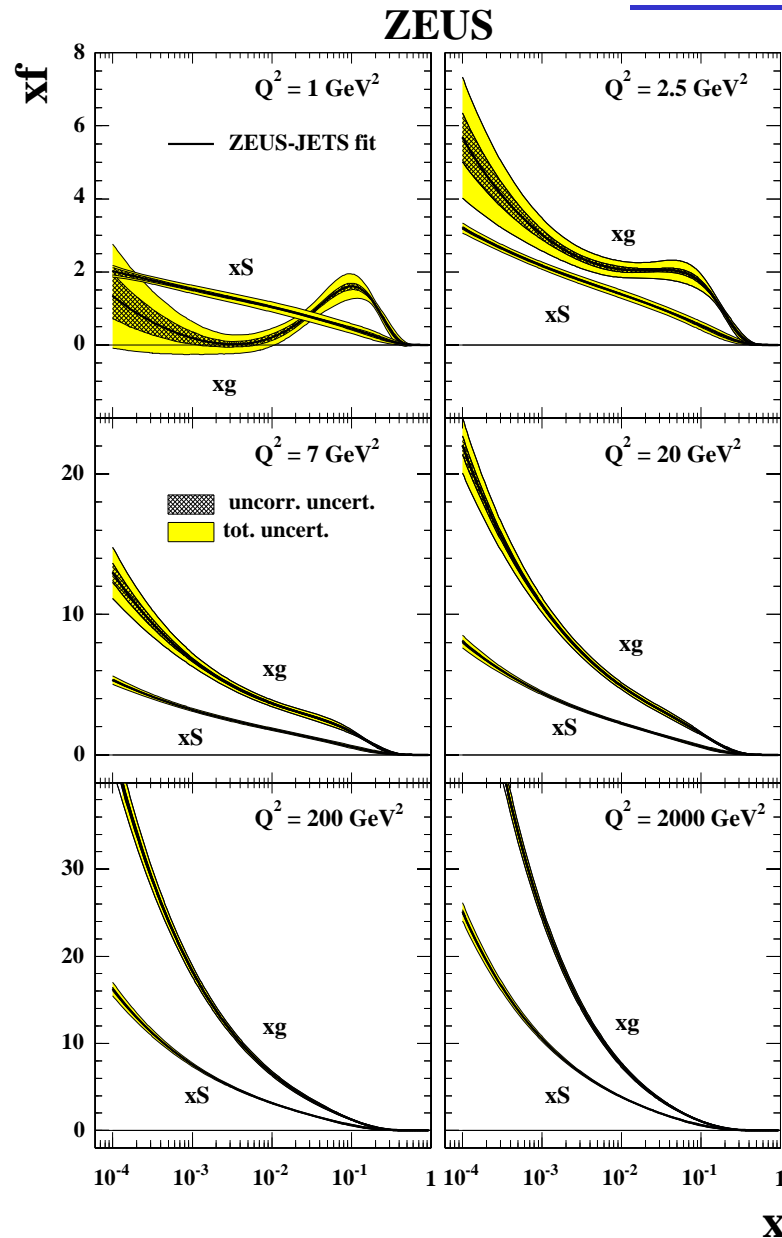 ZEUS
xf
8
6
4
2
0
Q² = 1 GeV²
ZEUS-JETS fit
xS
xg
Q² = 2.5 GeV²
xg
xS
20
10
0
Q² = 7 GeV²
uncorr. uncert.
tot. uncert.
xg
xS
Q² = 20 GeV²
xg
xS
30
20
10
0
Q² = 200 GeV²
xg
xS
Q² = 2000 GeV²
xg
xS
10⁻⁴ 10⁻³ 10⁻² 10⁻¹ 1
10⁻⁴ 10⁻³ 10⁻² 10⁻¹ 1
x